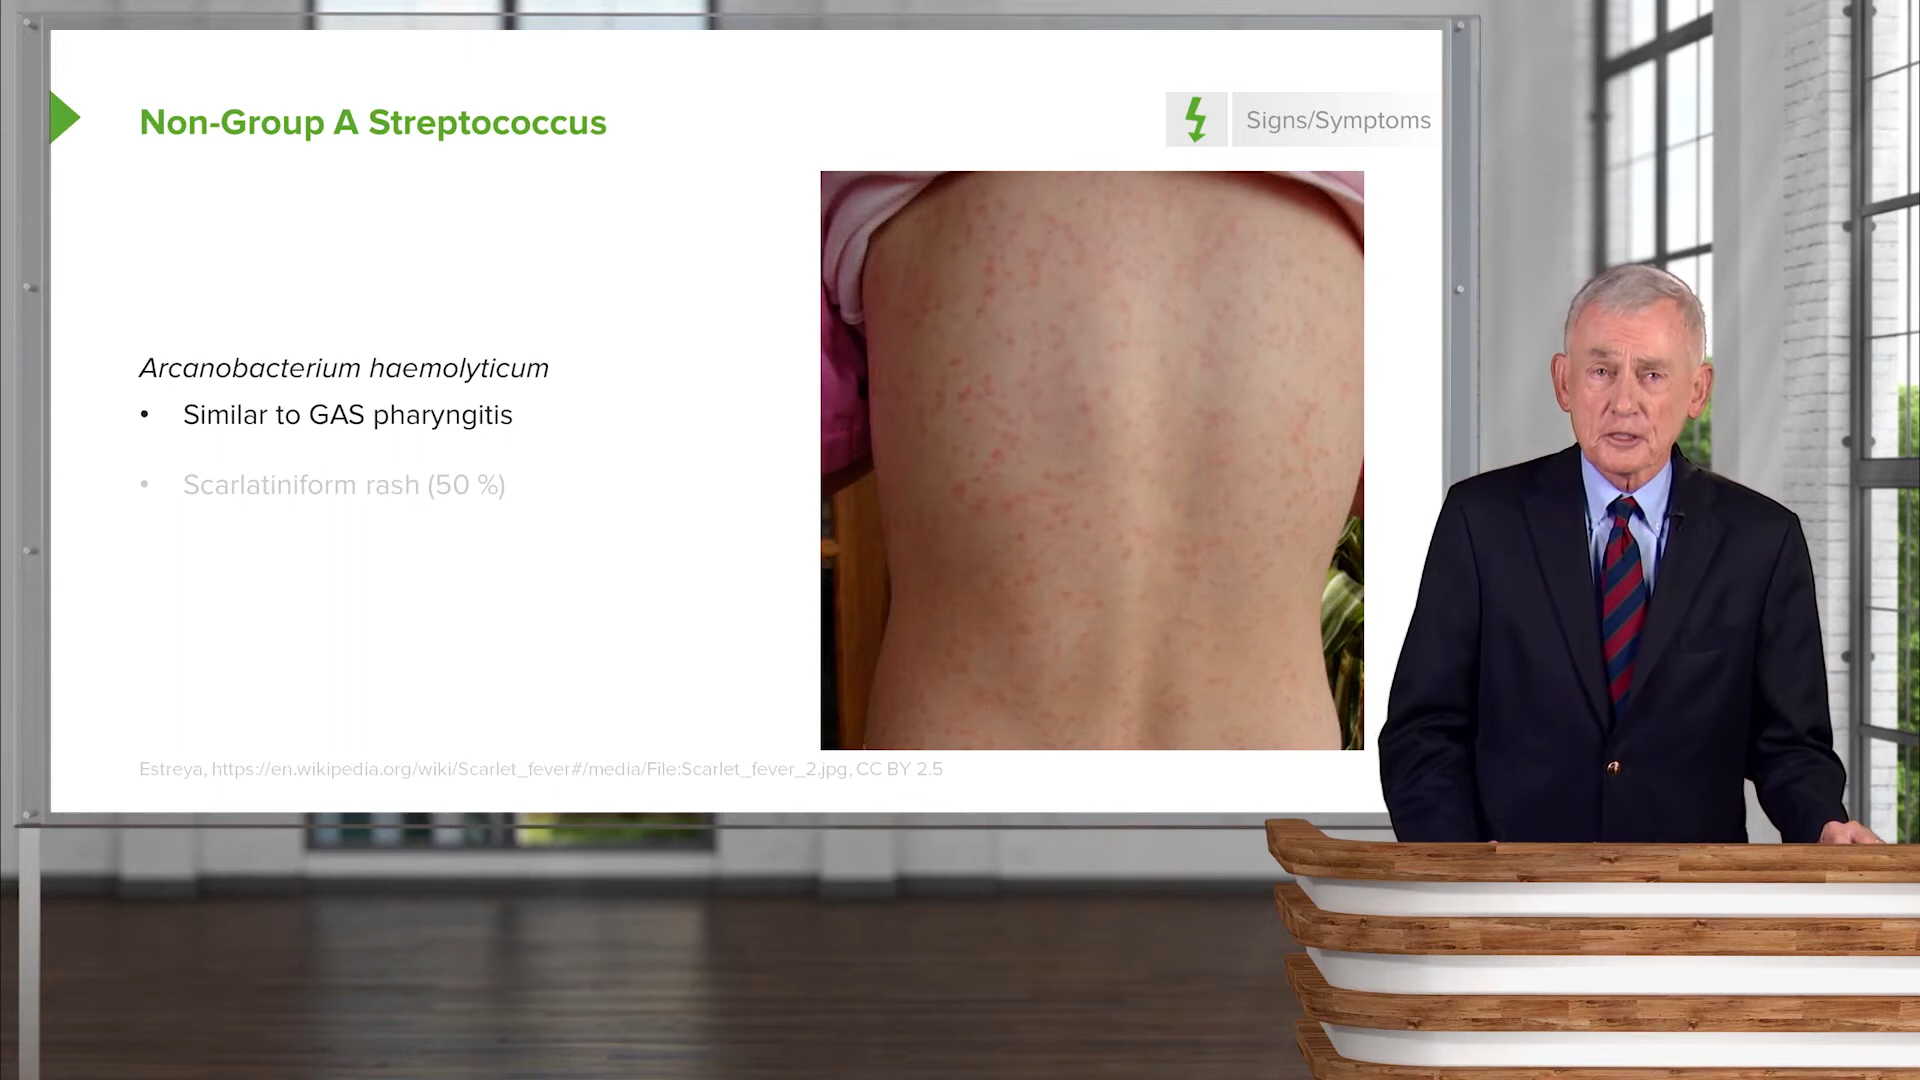 Non-Group A Streptococcus
Signs/Symptoms
Arcanobacterium haemolyticum
• Similar to GAS pharyngitis
• Scarlatiniform rash (50 %)
Estreya, https://en.wikipedia.org/wiki/Scarlet_fever#/media/File:Scarlet_fever_2.jpg, CC BY 2.5